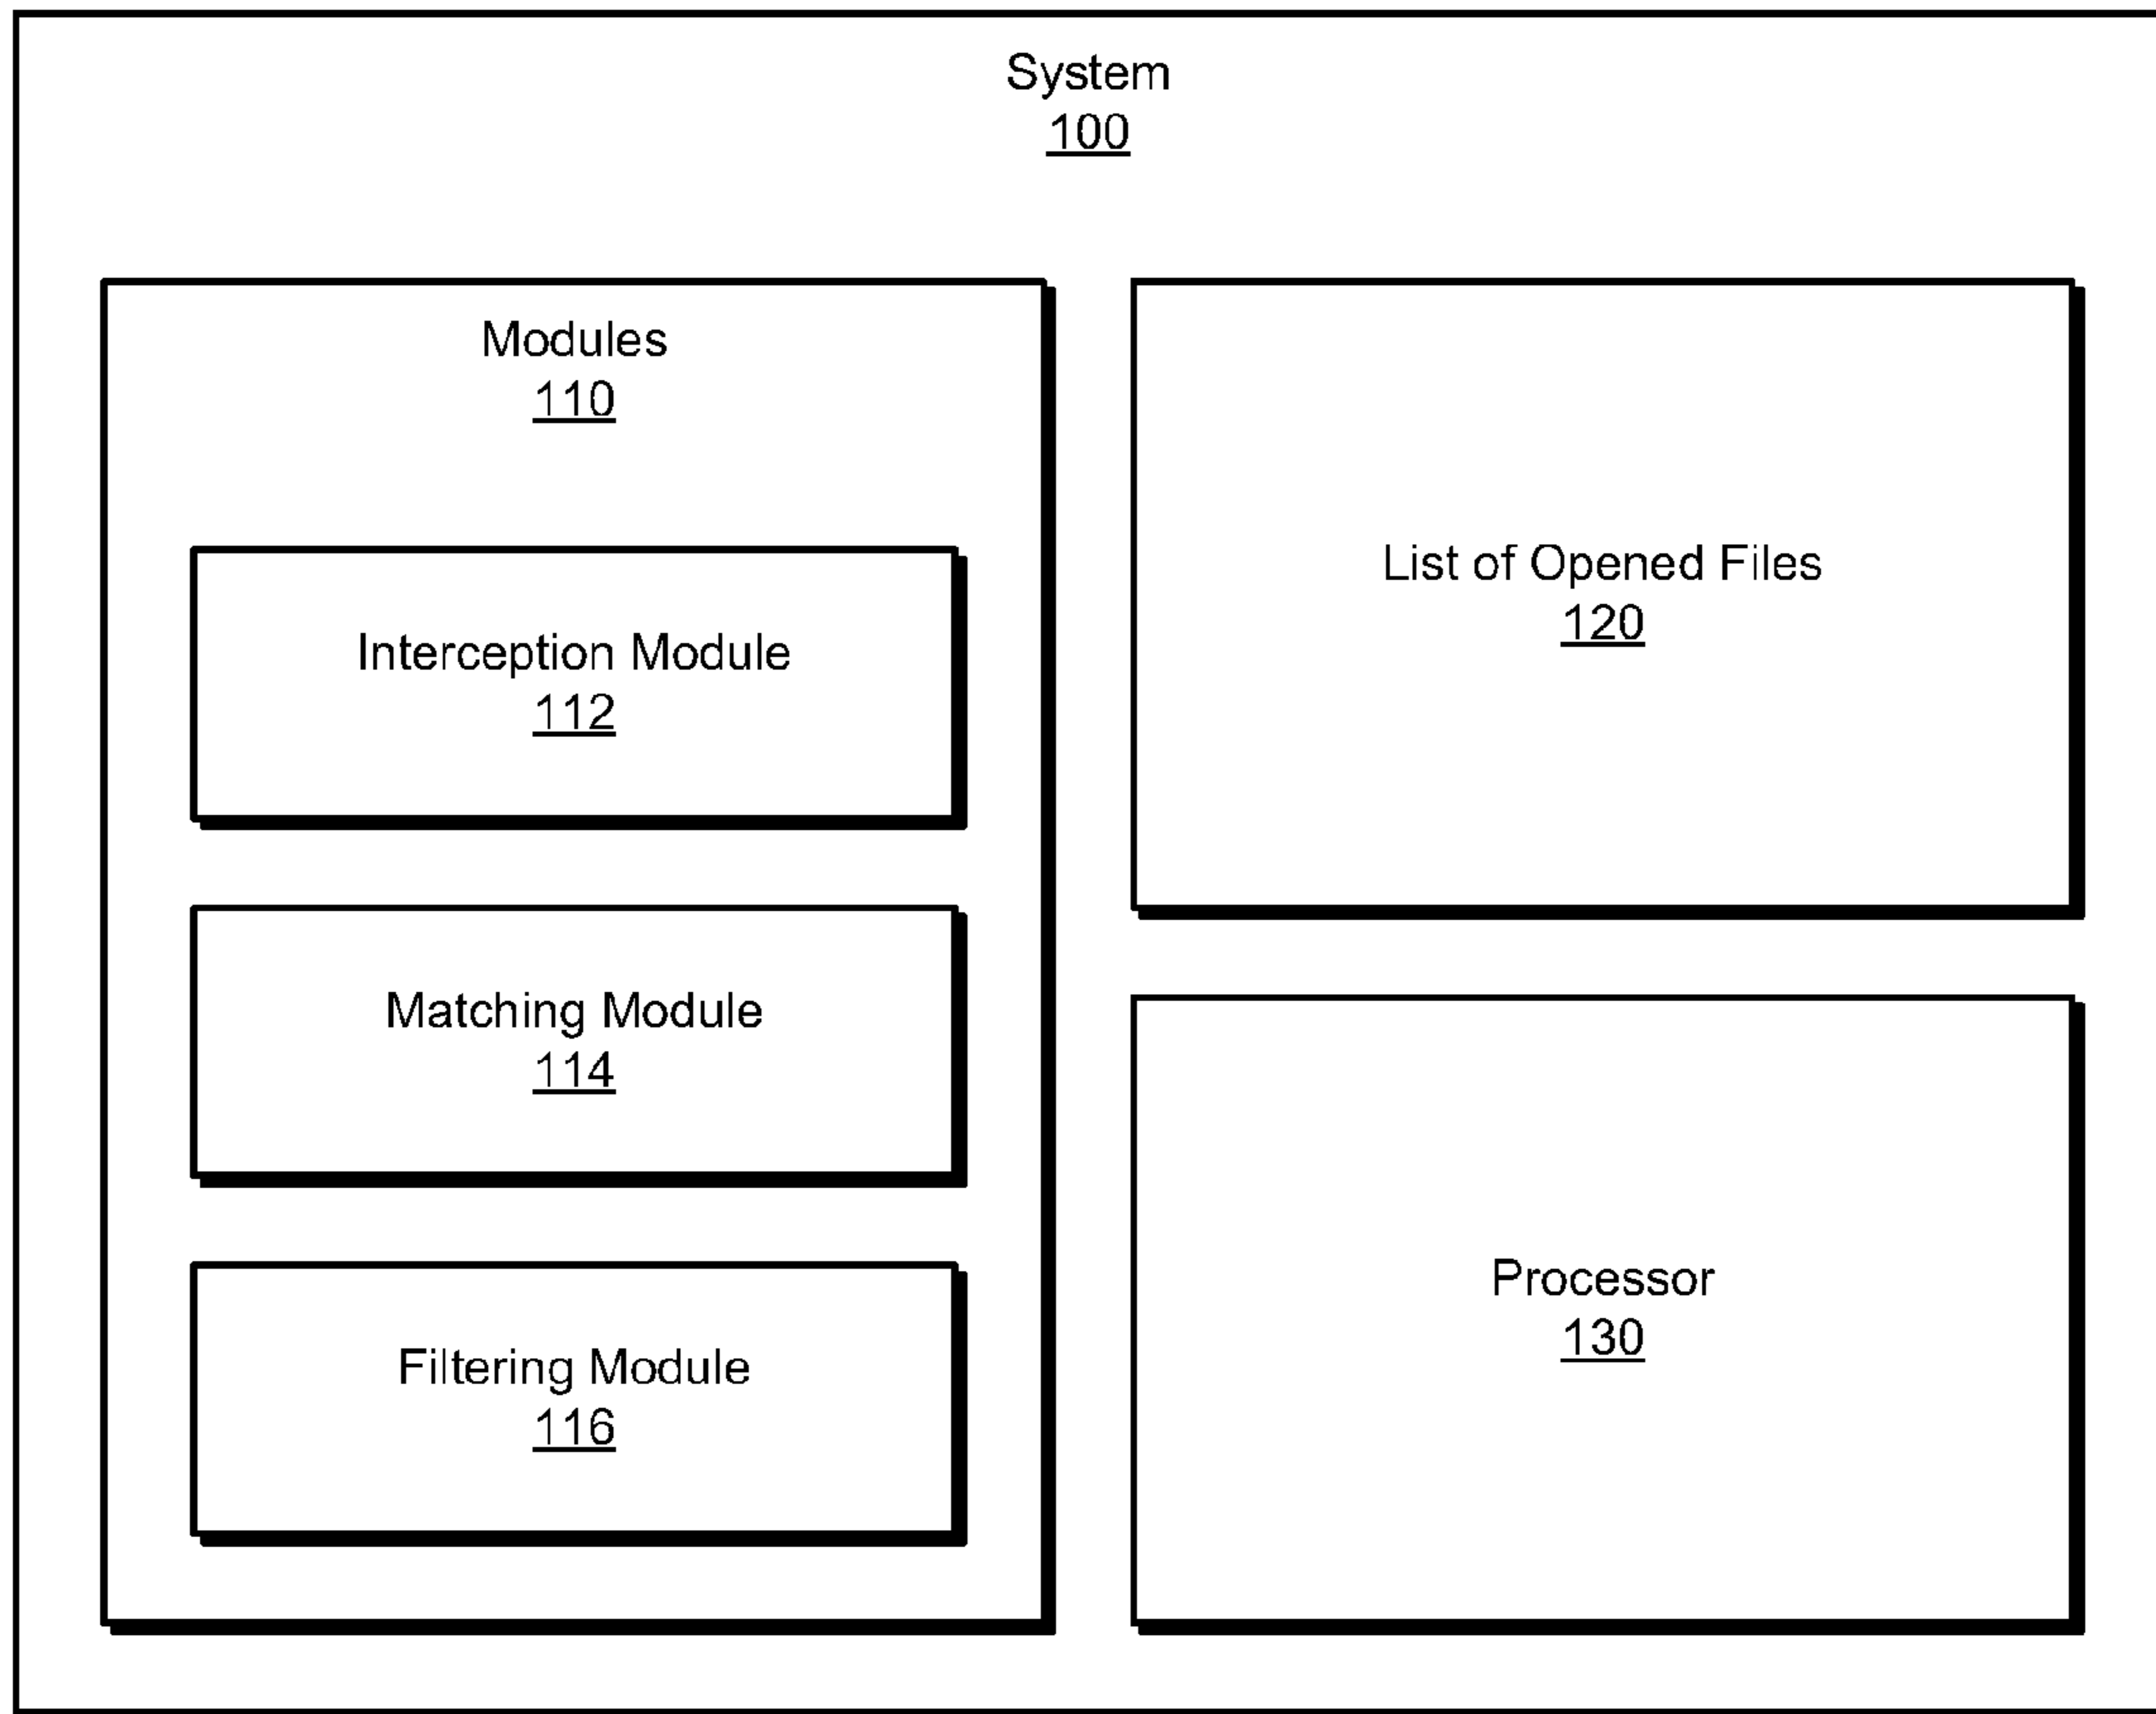 System
100
Modules
110
Interception Module
112
Matching Module
114
Filtering Module
116
List of Opened Files
120
Processor
130